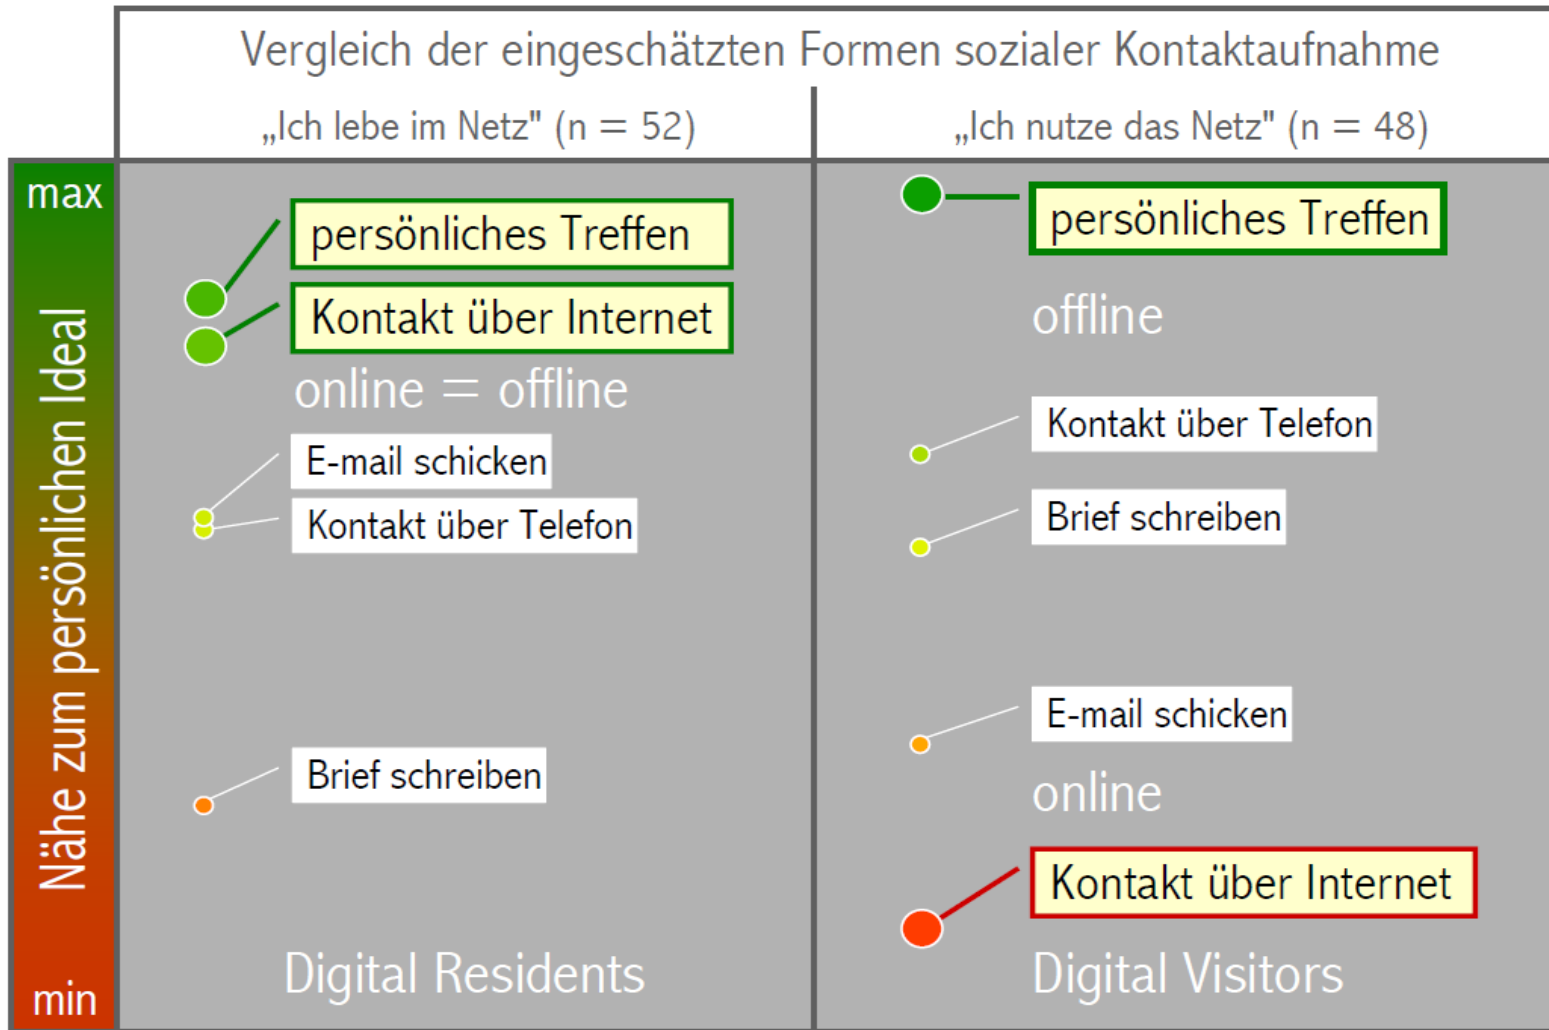 Vergleich der eingeschätzten Formen sozialer Kontaktaufnahme
„Ich lebe im Netz" (n = 52)
„Ich nutze das Netz" (n = 48)
max
Nähe zum persönlichen Ideal
min
persönliches Treffen
Kontakt über Internet
online = offline
E-mail schicken
Kontakt über Telefon
Brief schreiben
Digital Residents
persönliches Treffen
offline
Kontakt über Telefon
Brief schreiben
E-mail schicken
online
Kontakt über Internet
Digital Visitors